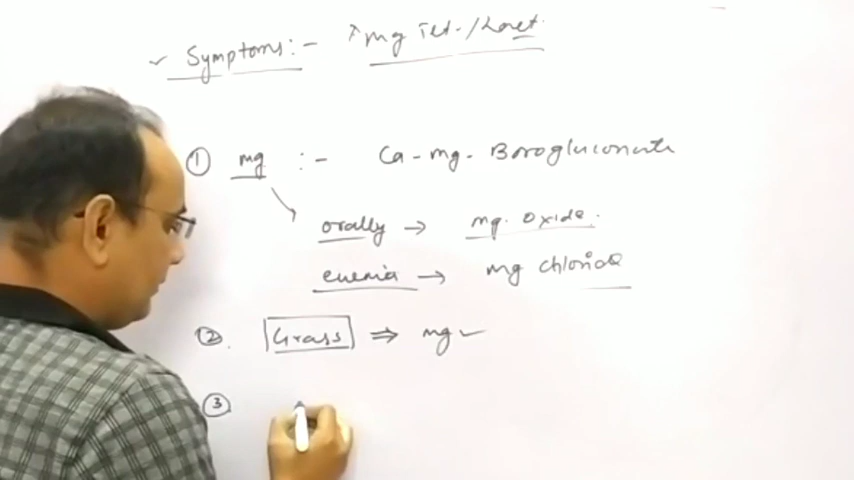 ✓ Symptoms:- ↑ mg Tet./Lact.
① mg :- Ca-mg-Borogluconate
orally → mg. oxide.
enema → mg chloride
②. Grass ⇒ mg ✓
③